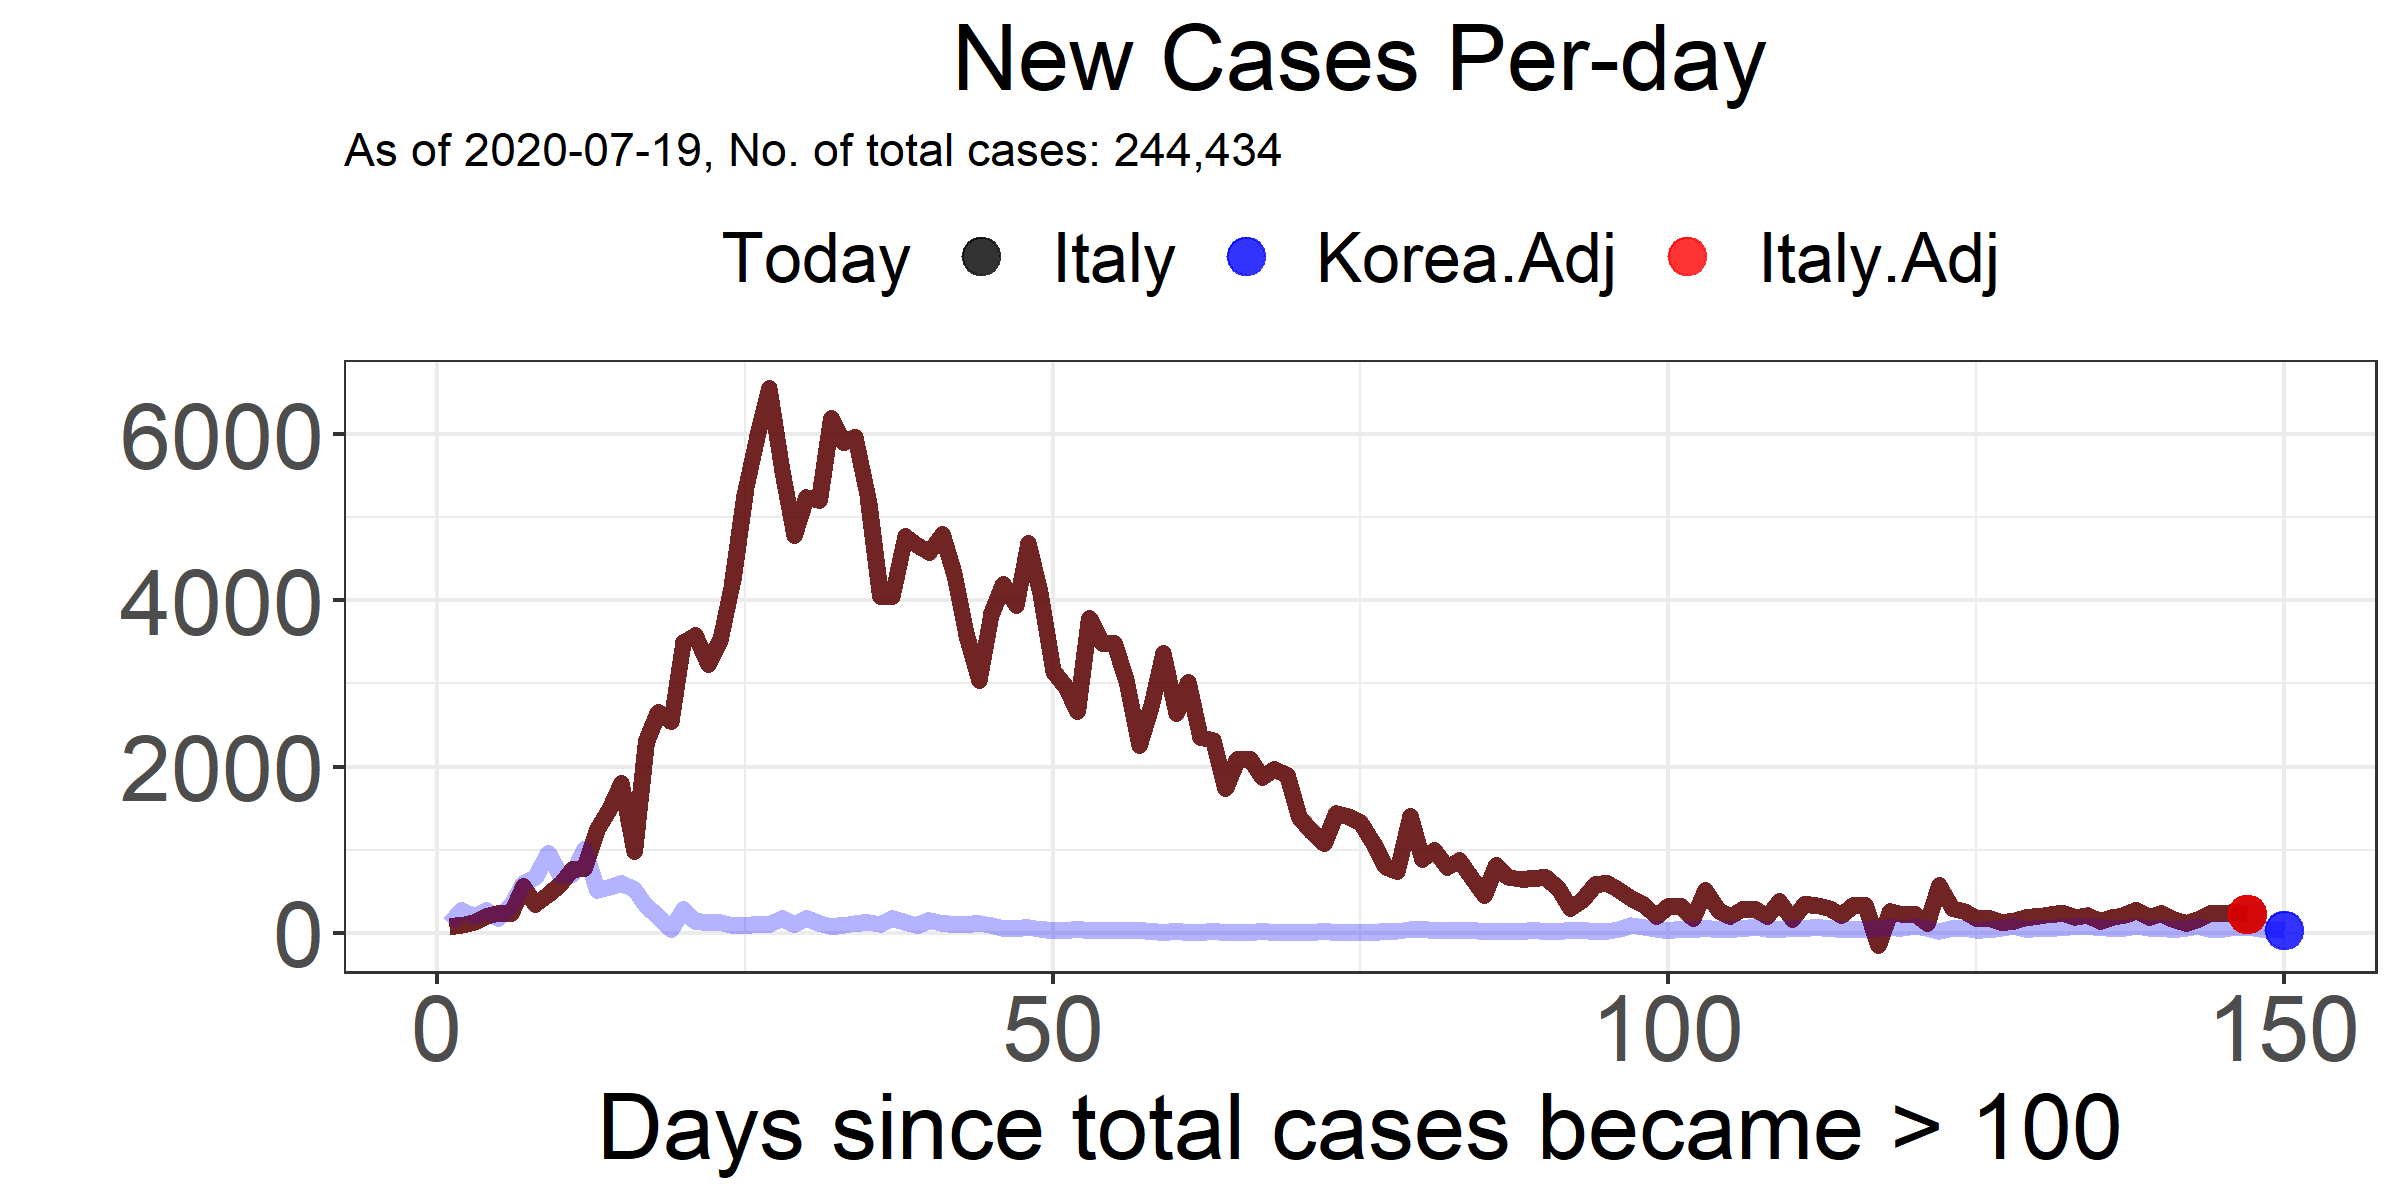 New Cases Per-day
As of 2020-07-19, No. of total cases: 244,434
Today Italy Korea.Adj Italy.Adj
6000
4000
2000
0
0 50 100 150
Days since total cases became > 100